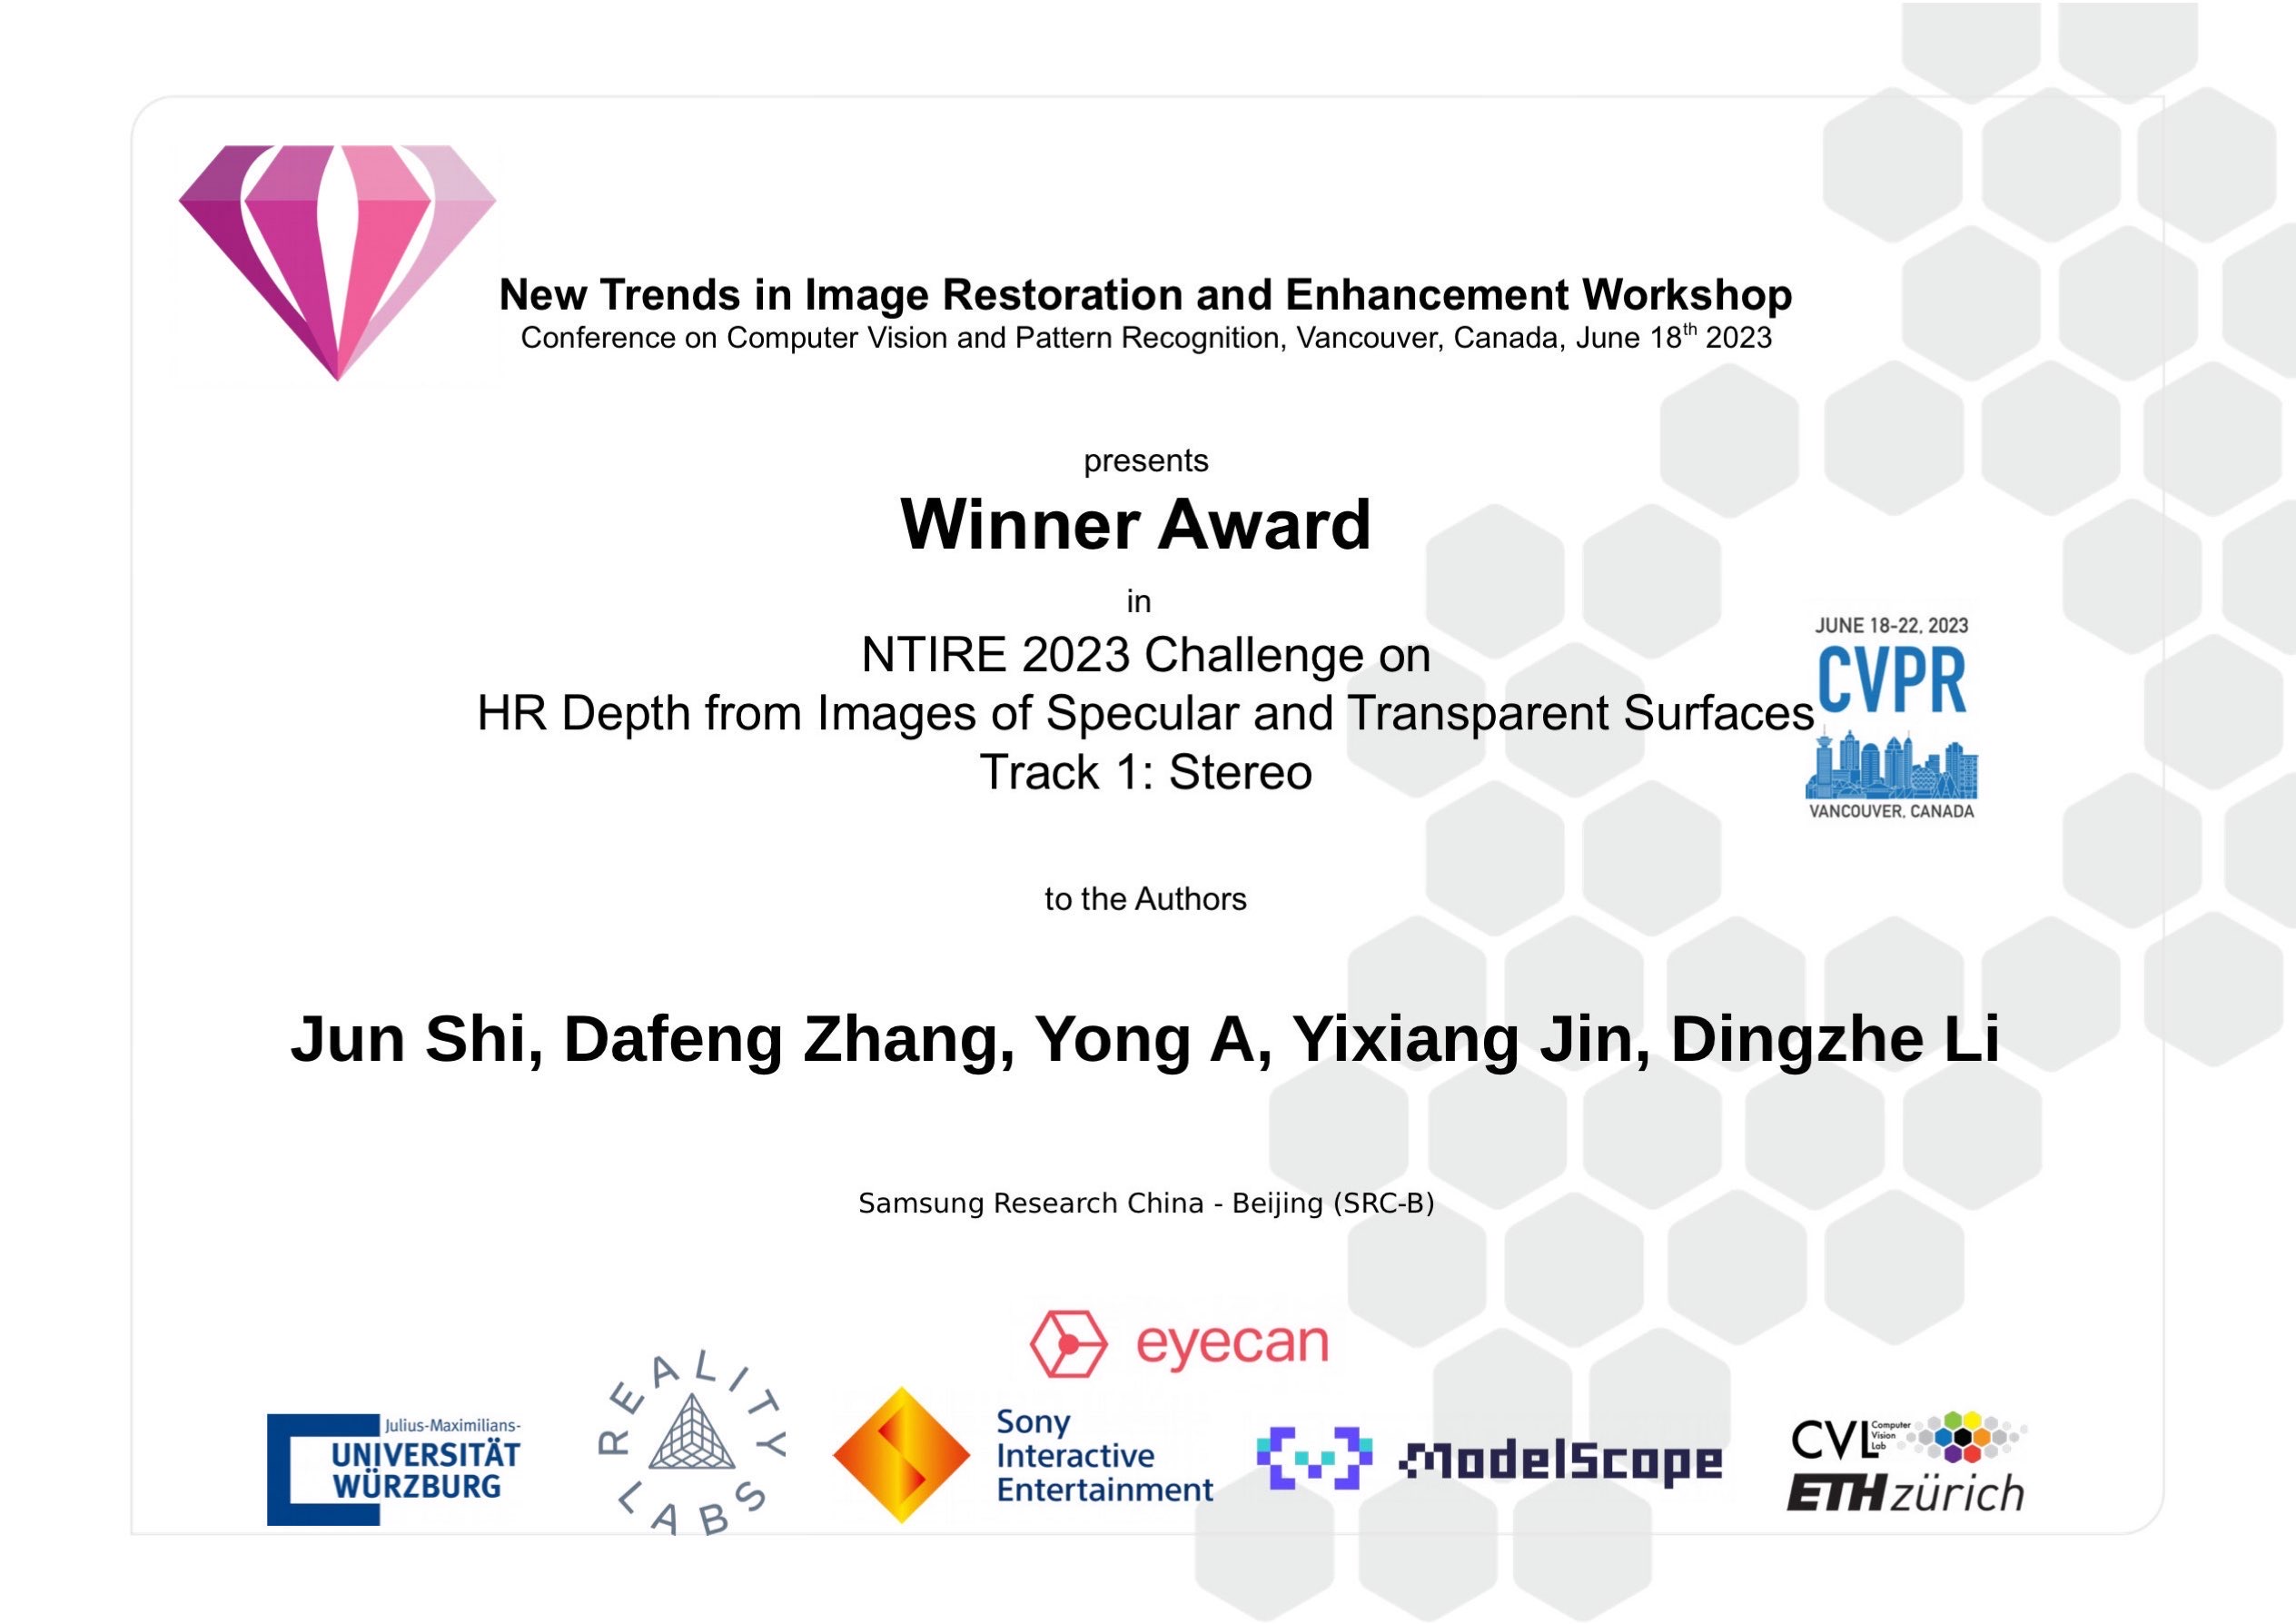 New Trends in Image Restoration and Enhancement Workshop
Conference on Computer Vision and Pattern Recognition, Vancouver, Canada, June 18th 2023
presents
Winner Award
in
NTIRE 2023 Challenge on
HR Depth from Images of Specular and Transparent Surfaces
Track 1: Stereo
JUNE 18-22, 2023
CVPR
VANCOUVER, CANADA
to the Authors
Jun Shi, Dafeng Zhang, Yong A, Yixiang Jin, Dingzhe Li
Samsung Research China - Beijing (SRC-B)
eyecan
Julius-Maximilians-
UNIVERSITÄT
WÜRZBURG
REALITY
LABS
Sony
Interactive
Entertainment
ModelScope
CVL
Computer
Vision
Lab
ETH zürich